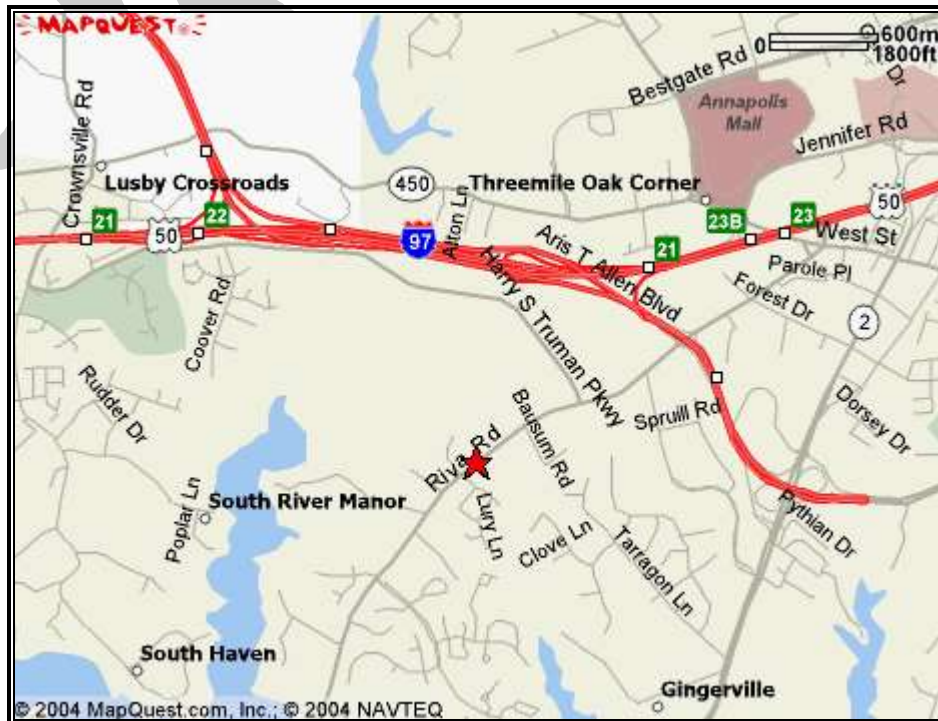 MAPQUEST
600m
0
1800ft
Bestgate Rd
Dr
Annapolis
Mall
Jennifer Rd
Crownsville Rd
Lusby Crossroads
450
Threemile Oak Corner
50
21
50
22
97
Alton Ln
Aris T Allen Blvd
21
23B
23
West St
Parole Pl
Forest Dr
2
Harry S Truman Pkwy
Coover Rd
Rudder Dr
Bausum Rd
Spruill Rd
Dorsey Dr
Riva Rd
Poplar Ln
South River Manor
Lury Ln
Clove Ln
Tarragon Ln
Pythian Dr
South Haven
Gingerville
© 2004 MapQuest.com, Inc.; © 2004 NAVTEQ